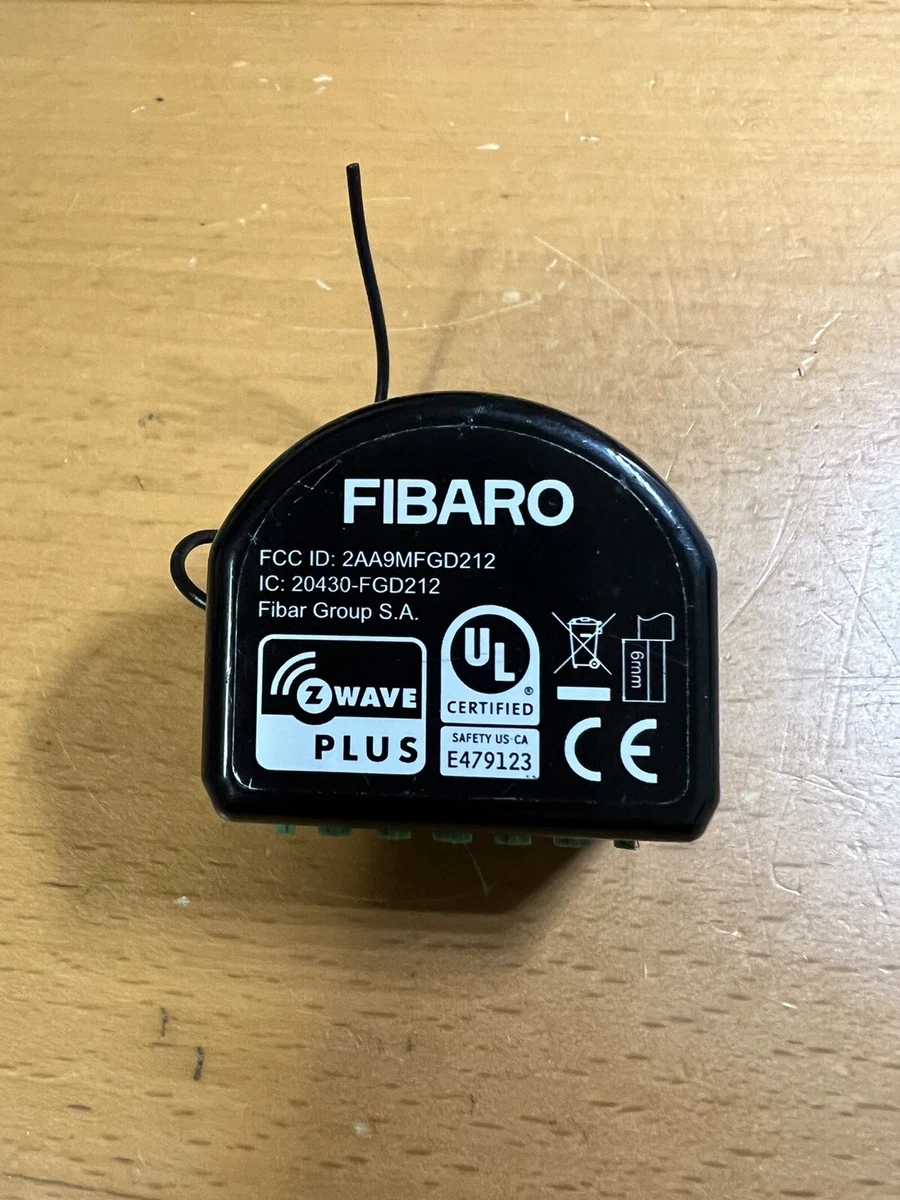 FIBARO
FCC ID: 2AA9MFGD212
IC: 20430-FGD212
Fibar Group S.A.
Z WAVE
PLUS
UL
®
CERTIFIED
SAFETY US-CA
E479123
6mm
CE